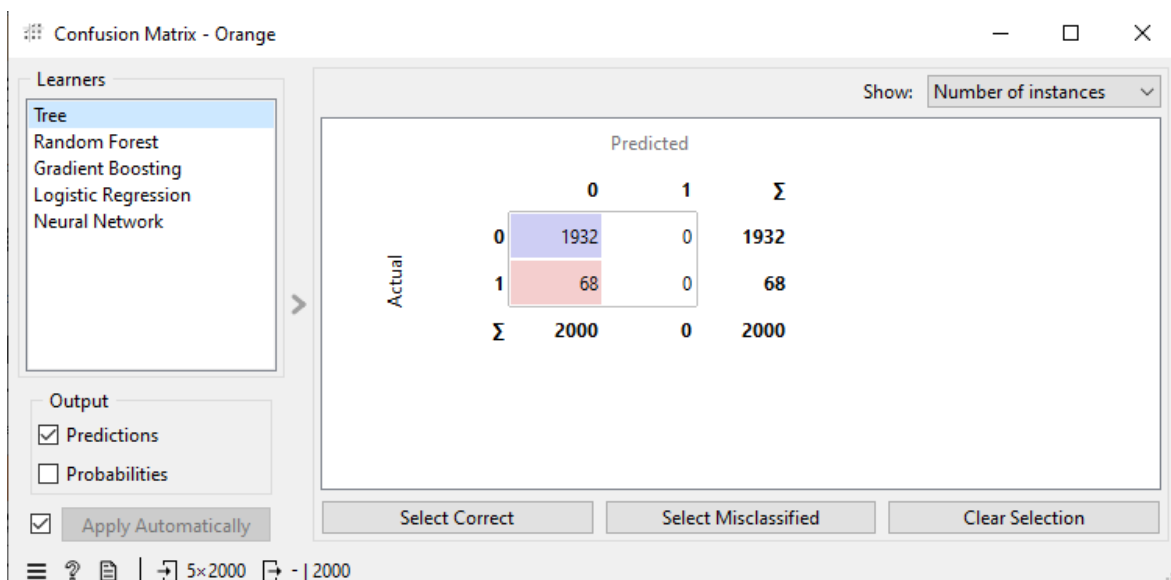 Confusion Matrix - Orange
Learners
Tree
Random Forest
Gradient Boosting
Logistic Regression
Neural Network
Output
Predictions
Probabilities
Apply Automatically
Show: Number of instances
Predicted
0 1 Σ
Actual
0 1932 0 1932
1 68 0 68
Σ 2000 0 2000
Select Correct Select Misclassified Clear Selection
5×2000 - | 2000